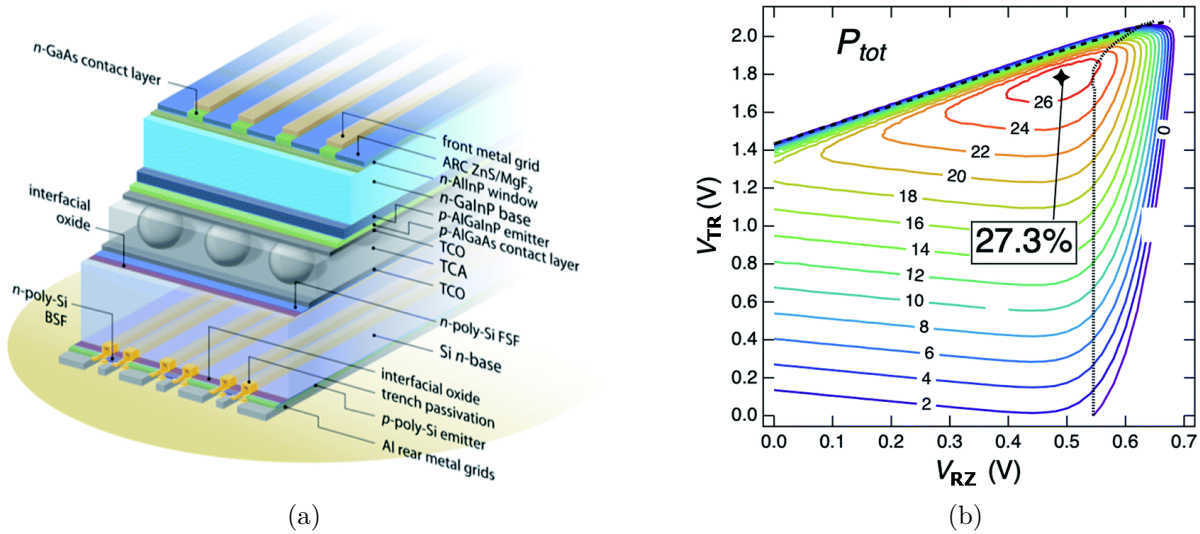 n-GaAs contact layer
front metal grid
ARC ZnS/MgF₂
n-AlInP window
n-GaInP base
p-AlGaInP emitter
p-AlGaAs contact layer
TCO
TCA
TCO
interfacial
oxide
n-poly-Si
BSF
n-poly-Si FSF
Si n-base
interfacial oxide
trench passivation
p-poly-Si emitter
Al rear metal grids
(a)
P_tot
V_TR (V)
2.0
1.8
1.6
1.4
1.2
1.0
0.8
0.6
0.4
0.2
0.0
26
24
22
20
18
16
14
12
10
8
6
4
2
0
27.3%
0.0 0.1 0.2 0.3 0.4 0.5 0.6 0.7
V_RZ (V)
(b)